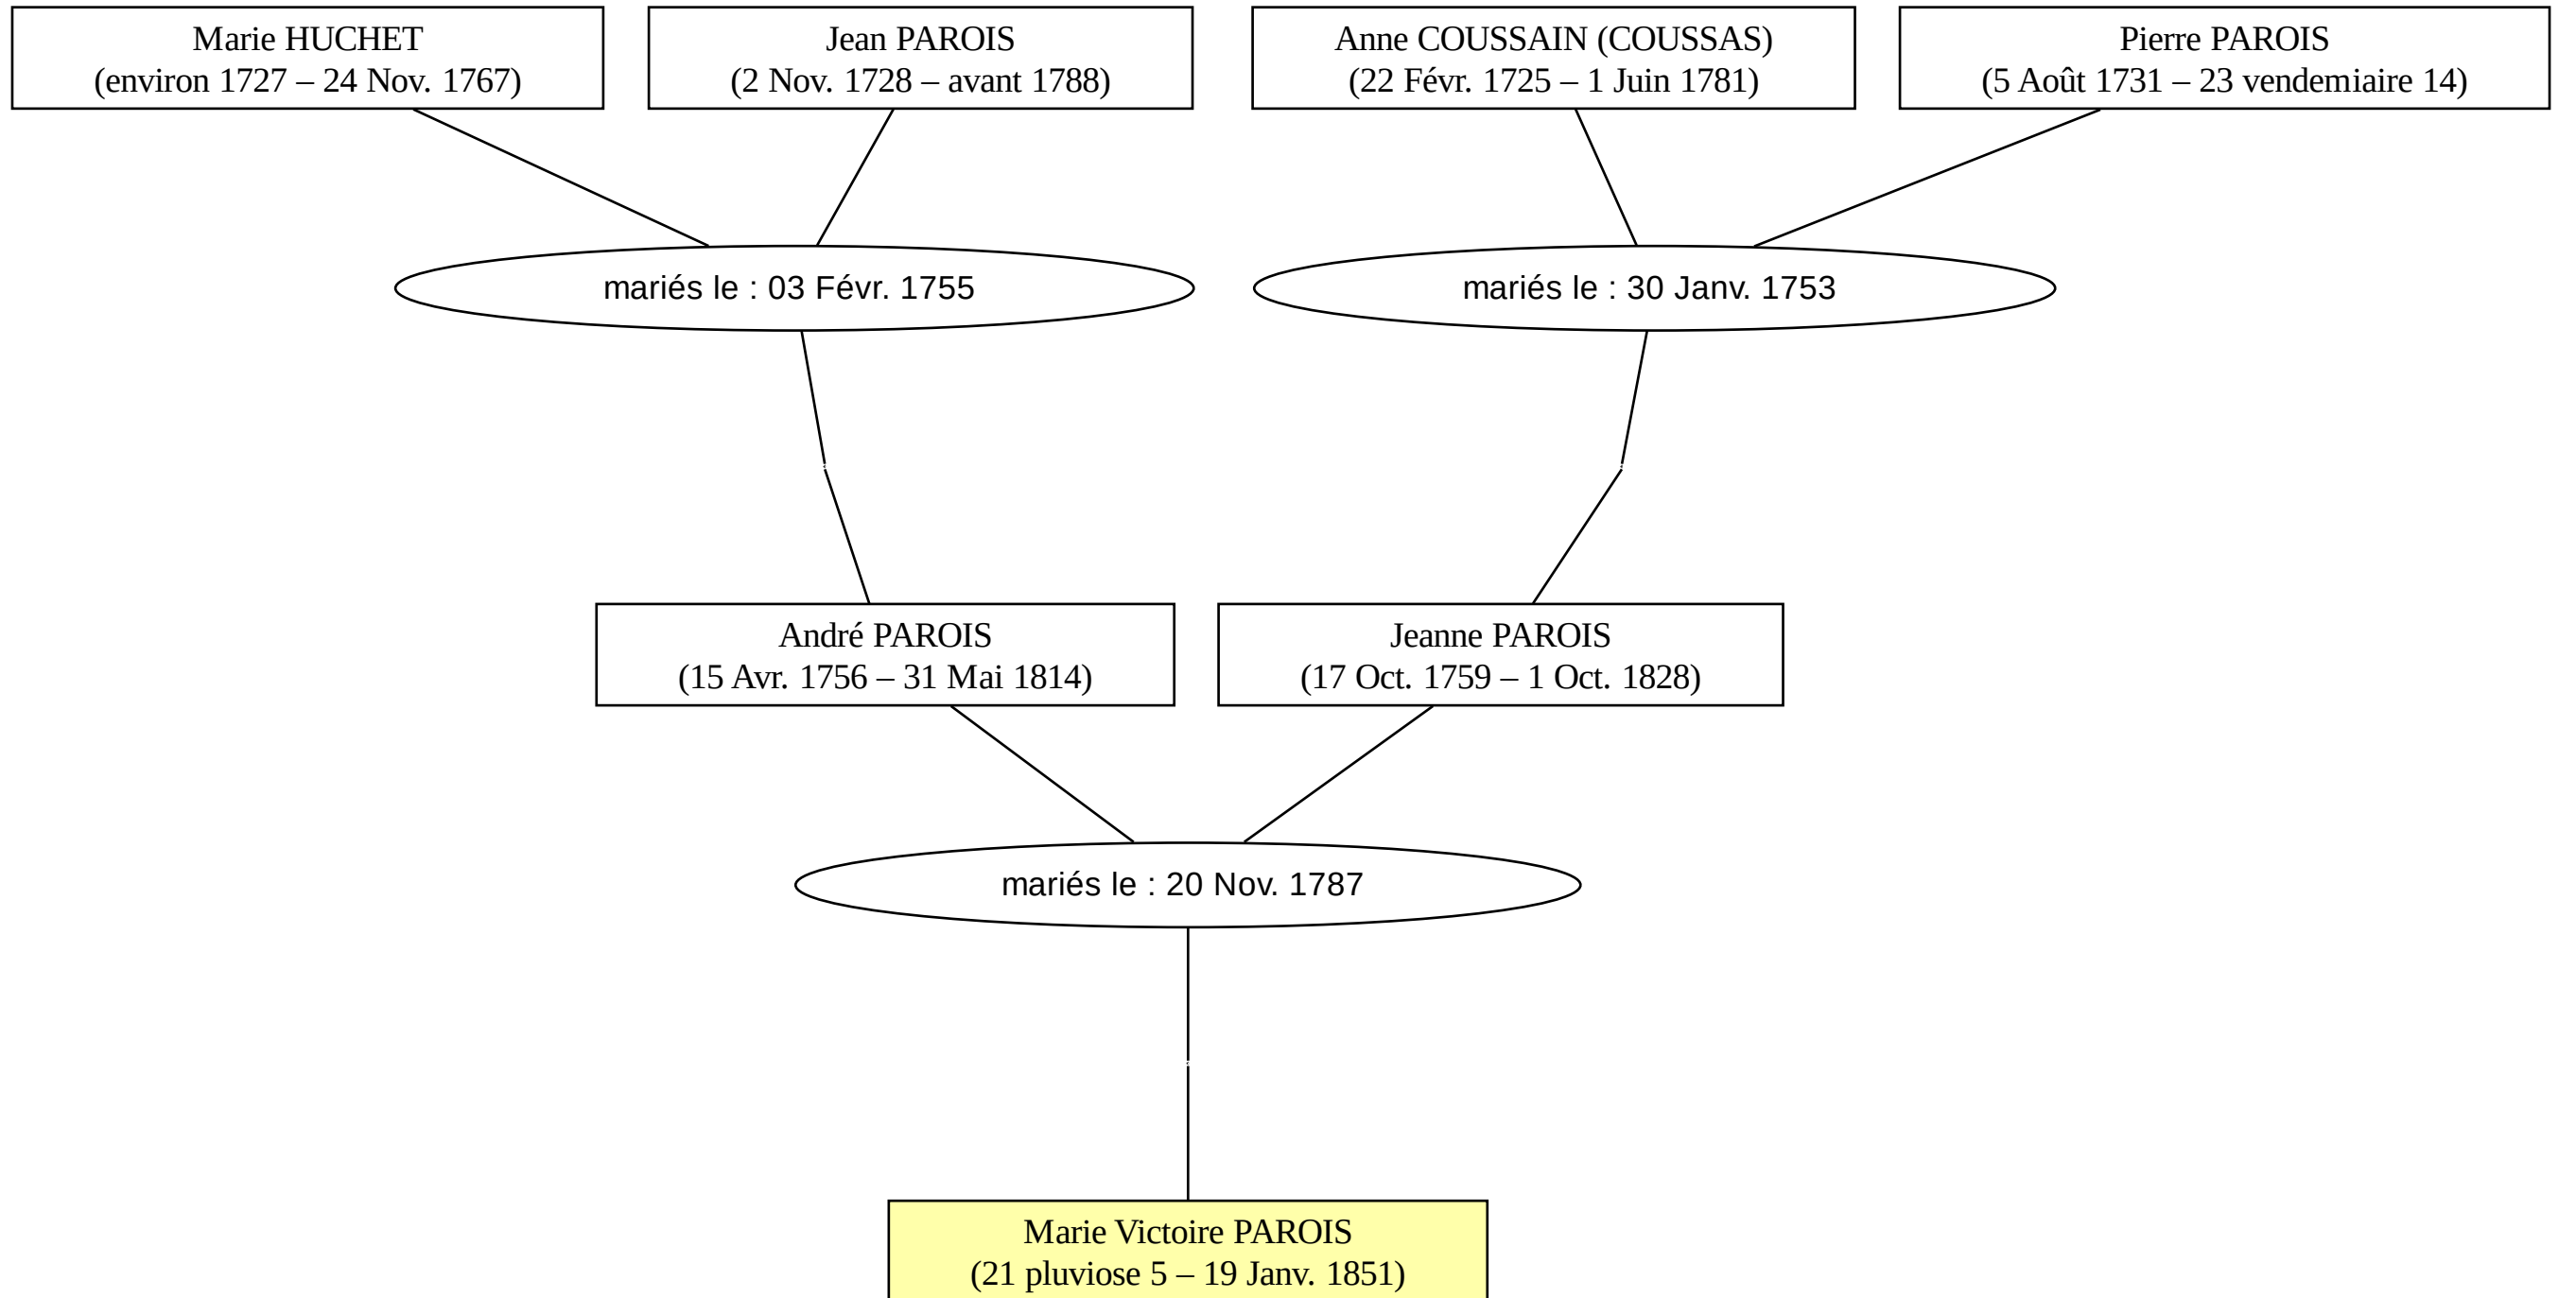 Marie HUCHET
(environ 1727 – 24 Nov. 1767)
Jean PAROIS
(2 Nov. 1728 – avant 1788)
Anne COUSSAIN (COUSSAS)
(22 Févr. 1725 – 1 Juin 1781)
Pierre PAROIS
(5 Août 1731 – 23 vendemiaire 14)
mariés le : 03 Févr. 1755
mariés le : 30 Janv. 1753
André PAROIS
(15 Avr. 1756 – 31 Mai 1814)
Jeanne PAROIS
(17 Oct. 1759 – 1 Oct. 1828)
mariés le : 20 Nov. 1787
Marie Victoire PAROIS
(21 pluviose 5 – 19 Janv. 1851)